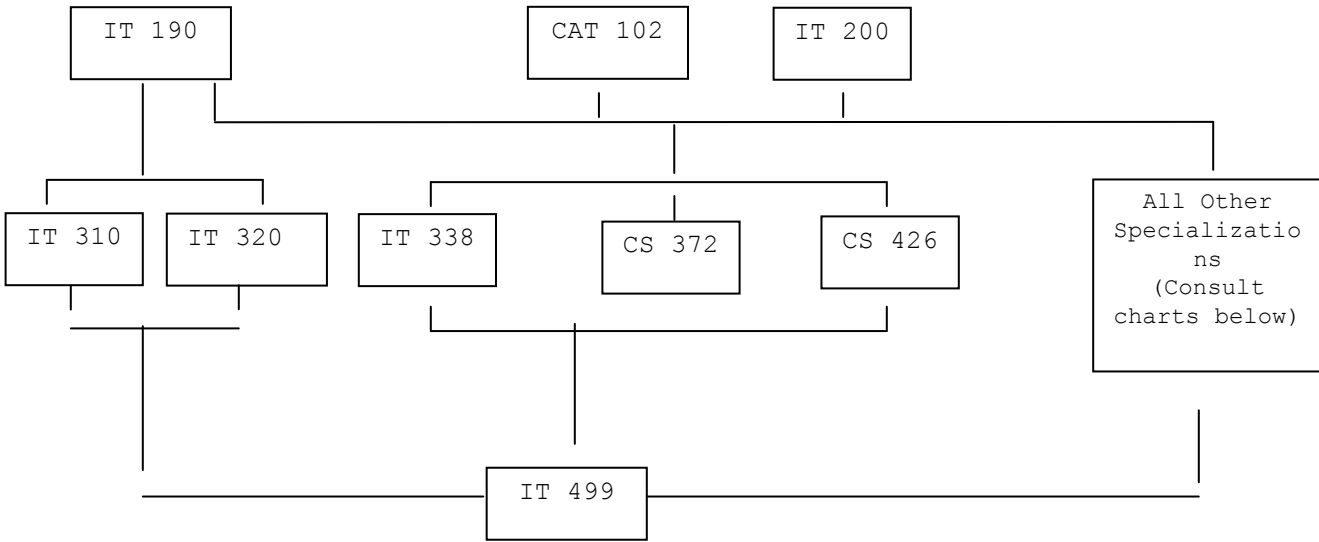 IT 190
CAT 102
IT 200
IT 310
IT 320
IT 338
CS 372
CS 426
All Other
Specializatio
ns
(Consult
charts below)
IT 499